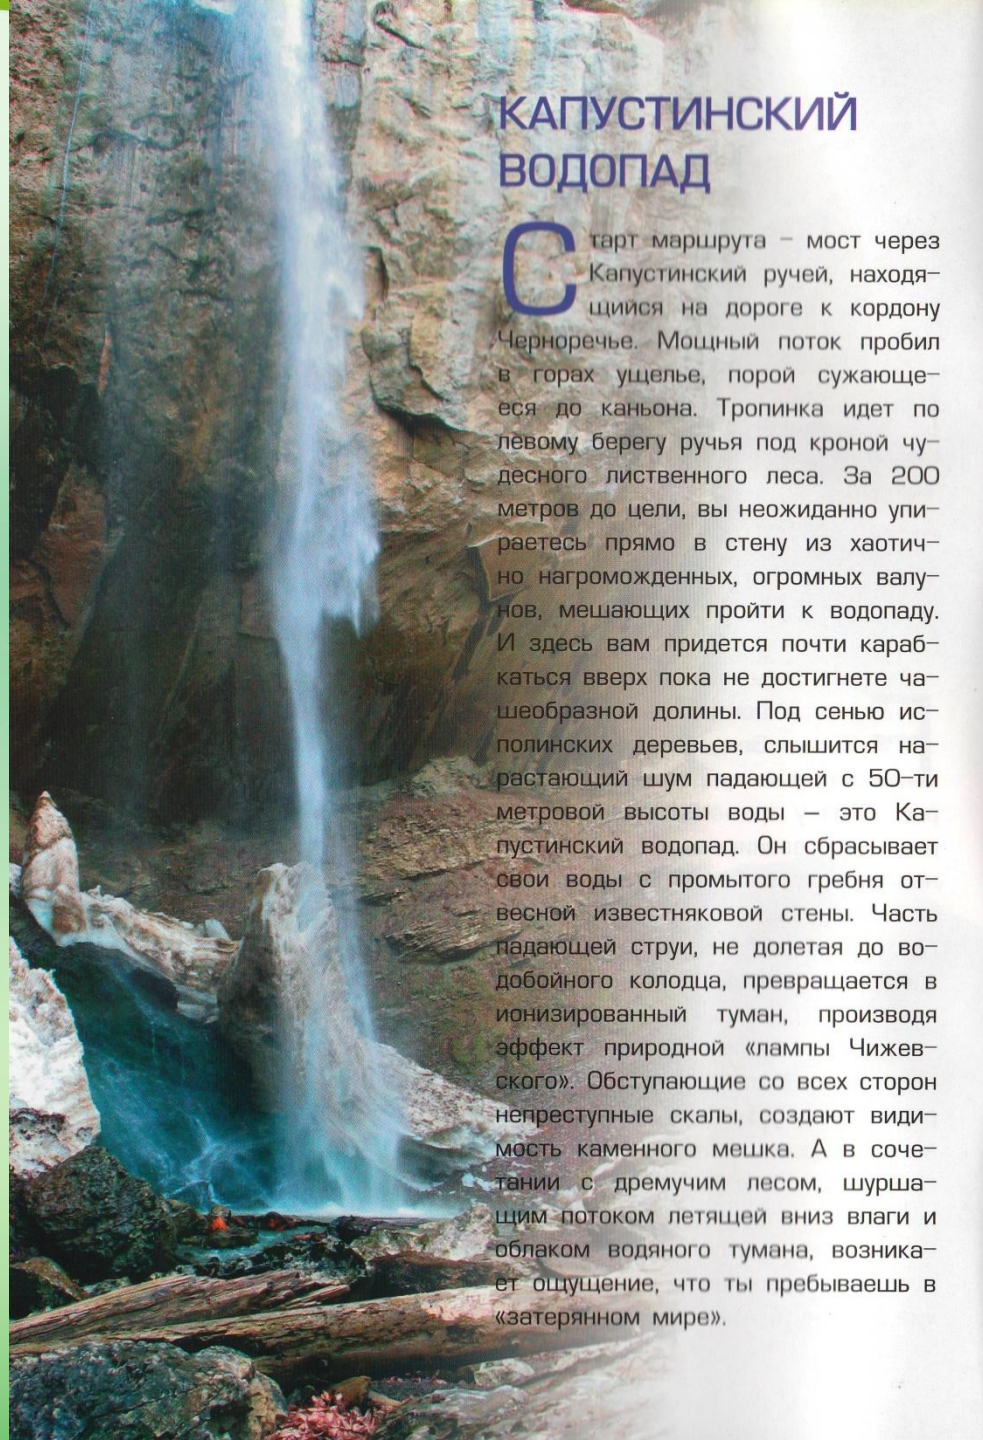 КАПУСТИНСКИЙ
ВОДОПАД
Старт маршрута – мост через
Капустинский ручей, находя-
щийся на дороге к кордону
Черноречье. Мощный поток пробил
в горах ущелье, порой сужающе-
еся до каньона. Тропинка идет по
левому берегу ручья под кроной чу-
десного лиственного леса. За 200
метров до цели, вы неожиданно упи-
раетесь прямо в стену из хаотич-
но нагроможденных, огромных валу-
нов, мешающих пройти к водопаду.
И здесь вам придется почти караб-
каться вверх пока не достигнете ча-
шеобразной долины. Под сенью ис-
полинских деревьев, слышится на-
растающий шум падающей с 50-ти
метровой высоты воды – это Ка-
пустинский водопад. Он сбрасывает
свои воды с промытого гребня от-
весной известняковой стены. Часть
падающей струи, не долетая до во-
добойного колодца, превращается в
ионизированный туман, производя
эффект природной «лампы Чижев-
ского». Обступающие со всех сторон
непреступные скалы, создают види-
мость каменного мешка. А в соче-
тании с дремучим лесом, шурша-
щим потоком летящей вниз влаги и
облаком водяного тумана, возника-
ет ощущение, что ты пребываешь в
«затерянном мире».